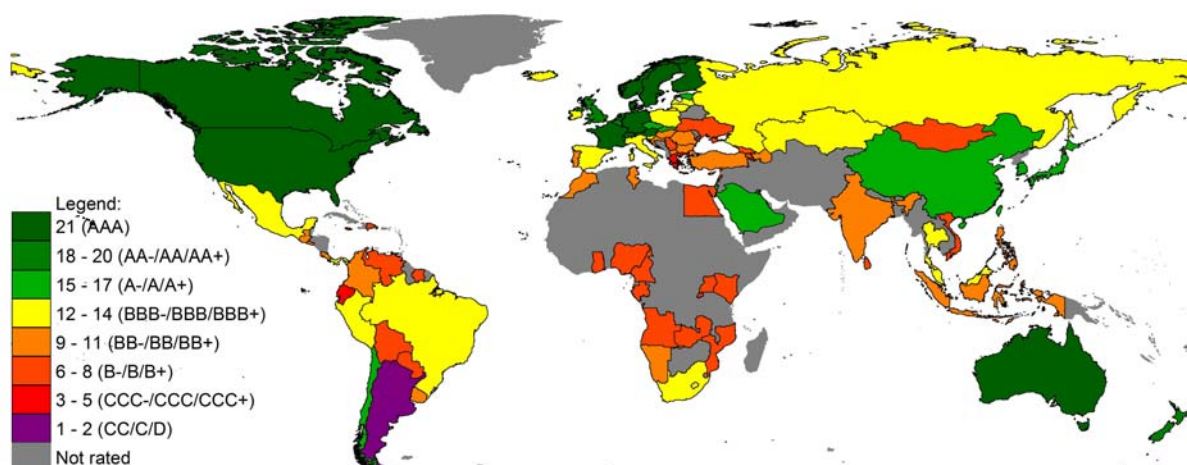 Legend:
21 (AAA)
18 - 20 (AA-/AA/AA+)
15 - 17 (A-/A/A+)
12 - 14 (BBB-/BBB/BBB+)
9 - 11 (BB-/BB/BB+)
6 - 8 (B-/B/B+)
3 - 5 (CCC-/CCC/CCC+)
1 - 2 (CC/C/D)
Not rated